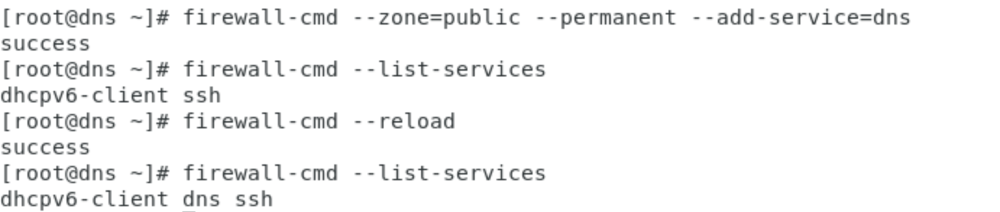 [root@dns ~]# firewall-cmd --zone=public --permanent --add-service=dns
success
[root@dns ~]# firewall-cmd --list-services
dhcpv6-client ssh
[root@dns ~]# firewall-cmd --reload
success
[root@dns ~]# firewall-cmd --list-services
dhcpv6-client dns ssh